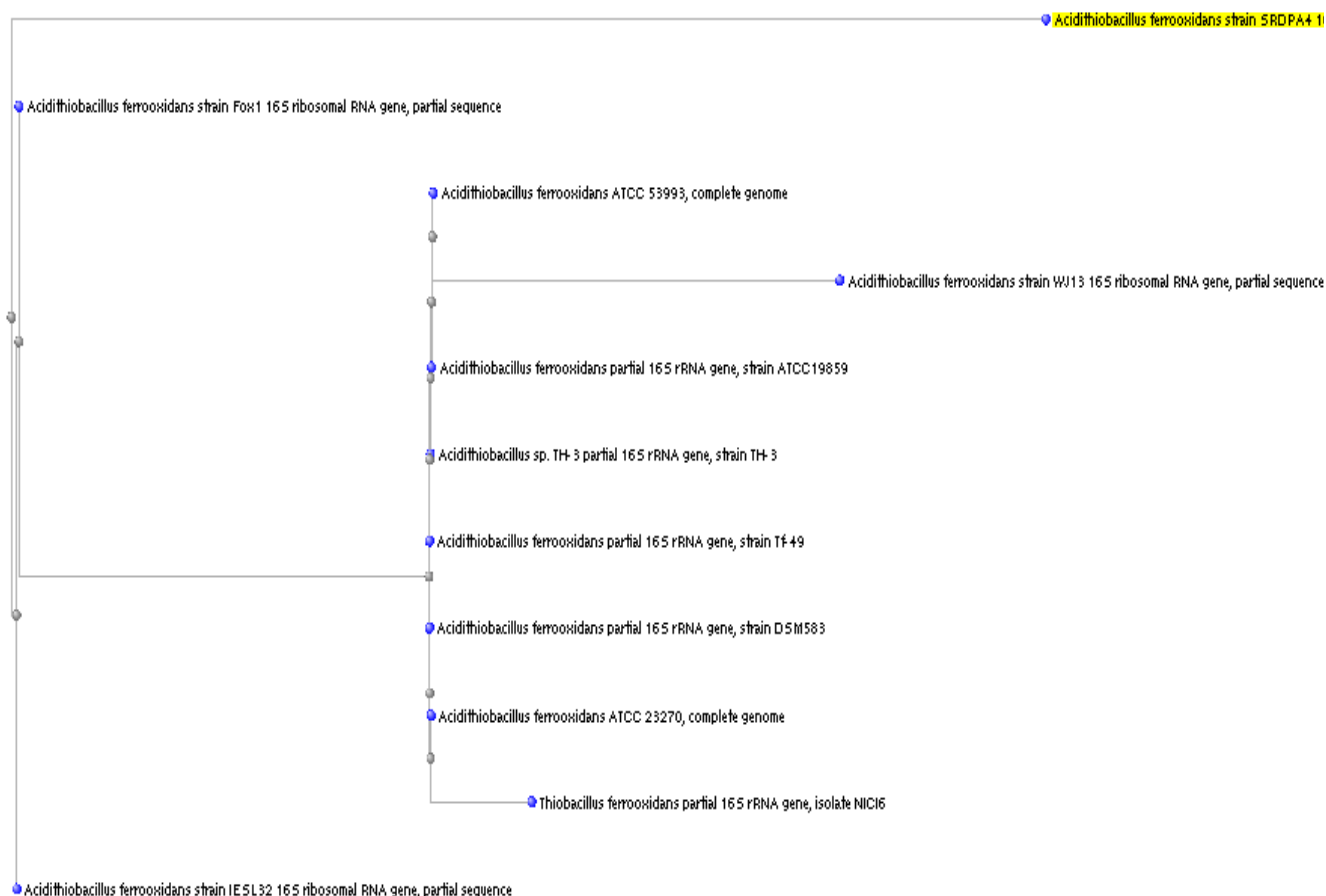 Acidithiobacillus ferrooxidans strain SRDPA4 1
Acidithiobacillus ferrooxidans strain Fox1 16S ribosomal RNA gene, partial sequence
Acidithiobacillus ferrooxidans ATCC 53993, complete genome
Acidithiobacillus ferrooxidans strain WJ13 16S ribosomal RNA gene, partial sequence
Acidithiobacillus ferrooxidans partial 16S rRNA gene, strain ATCC19859
Acidithiobacillus sp. TH-3 partial 16S rRNA gene, strain TH-3
Acidithiobacillus ferrooxidans partial 16S rRNA gene, strain Tf-49
Acidithiobacillus ferrooxidans partial 16S rRNA gene, strain DSM583
Acidithiobacillus ferrooxidans ATCC 23270, complete genome
Thiobacillus ferrooxidans partial 16S rRNA gene, isolate NICI6
Acidithiobacillus ferrooxidans strain IESL32 16S ribosomal RNA gene, partial sequence